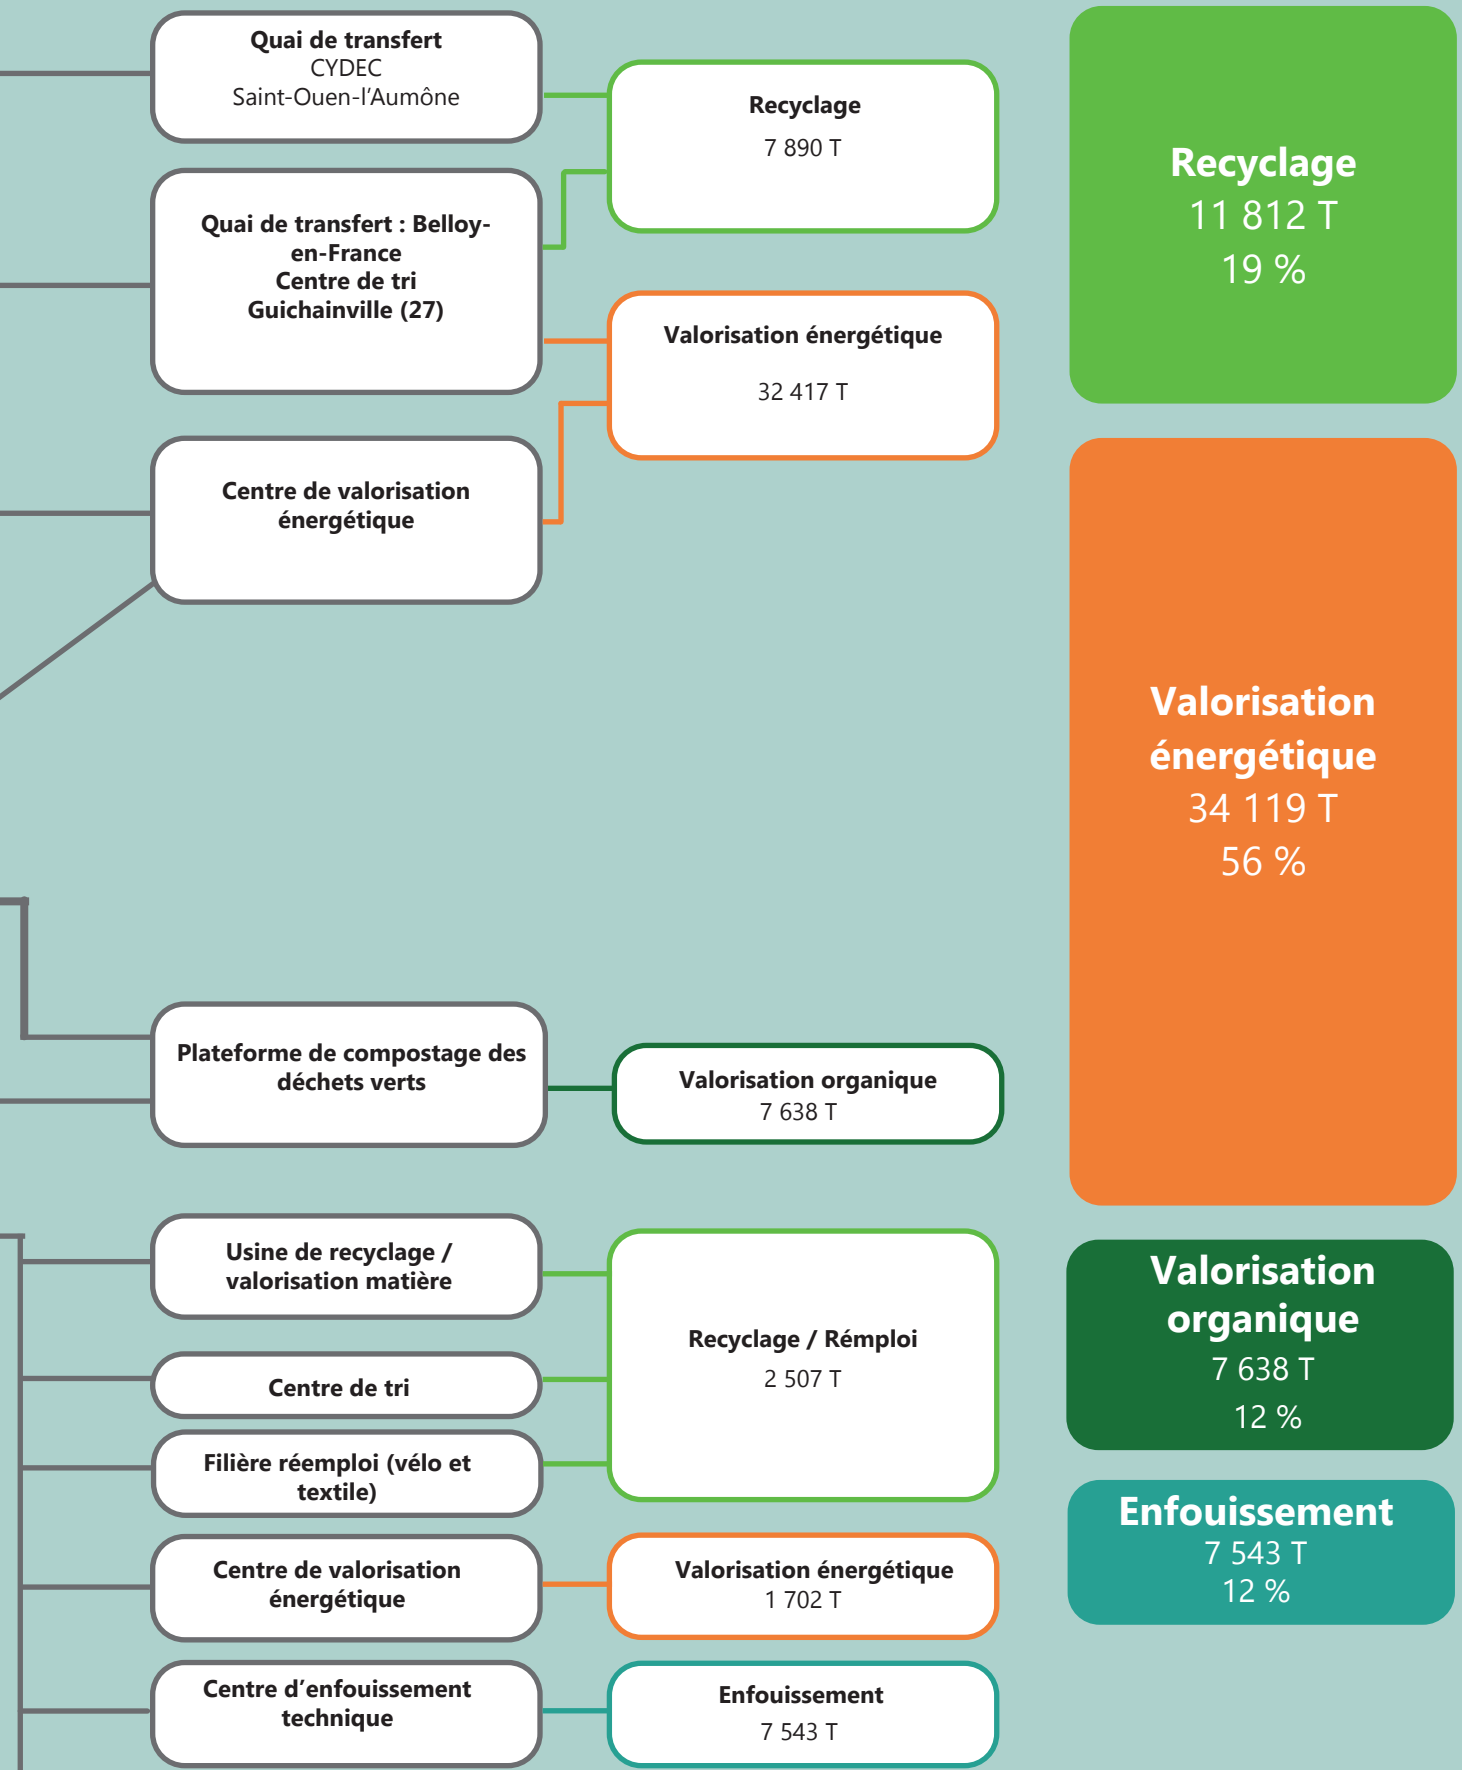 Quai de transfert
CYDEC
Saint-Ouen-l'Aumône
Quai de transfert : Belloy-
en-France
Centre de tri
Guichainville (27)
Centre de valorisation
énergétique
Plateforme de compostage des
déchets verts
Usine de recyclage /
valorisation matière
Centre de tri
Filière réemploi (vélo et
textile)
Centre de valorisation
énergétique
Centre d'enfouissement
technique
Recyclage
7 890 T
Valorisation énergétique
32 417 T
Valorisation organique
7 638 T
Recyclage / Rémploi
2 507 T
Valorisation énergétique
1 702 T
Enfouissement
7 543 T
Recyclage
11 812 T
19 %
Valorisation
énergétique
34 119 T
56 %
Valorisation
organique
7 638 T
12 %
Enfouissement
7 543 T
12 %